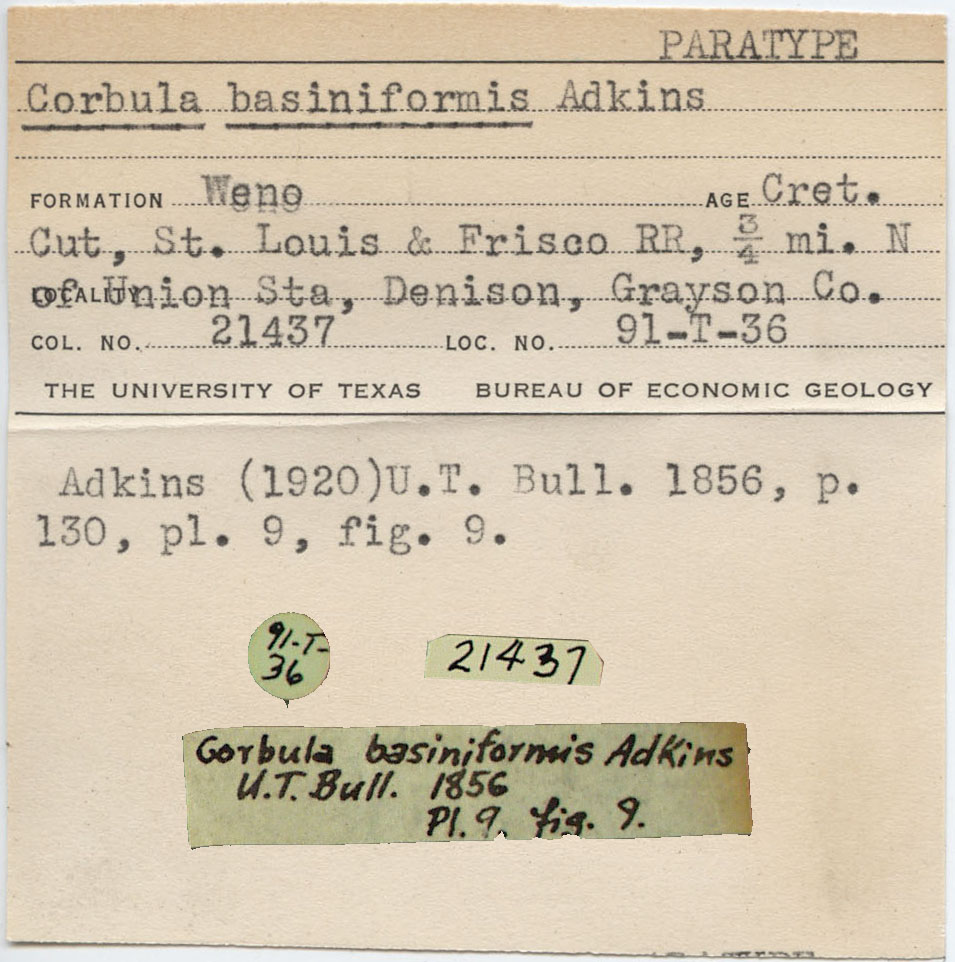 PARATYPE
Corbula basiniformis Adkins
FORMATION Weno AGE Cret.
Cut, St. Louis & Frisco RR, 3/4 mi. N
LOCALITY of Union Sta, Denison, Grayson Co.
COL. NO. 21437 LOC. NO. 91-T-36
THE UNIVERSITY OF TEXAS BUREAU OF ECONOMIC GEOLOGY
Adkins (1920)U.T. Bull. 1856, p.
130, pl. 9, fig. 9.
91-T-
36
21437
Corbula basiniformis Adkins
U.T. Bull. 1856
Pl. 9, fig. 9.